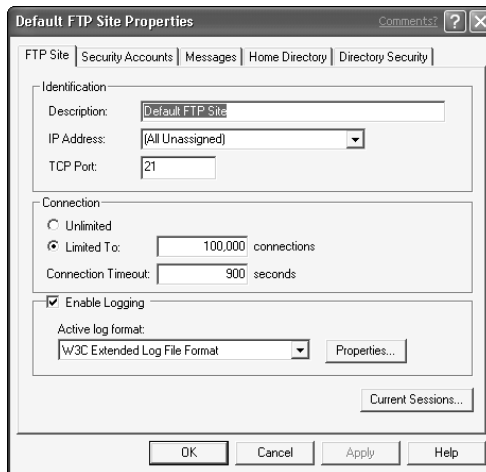 Default FTP Site Properties Comments? ? X
FTP Site Security Accounts Messages Home Directory Directory Security
Identification
Description: Default FTP Site
IP Address: (All Unassigned)
TCP Port: 21
Connection
Unlimited
Limited To: 100,000 connections
Connection Timeout: 900 seconds
Enable Logging
Active log format:
W3C Extended Log File Format Properties...
Current Sessions...
OK Cancel Apply Help